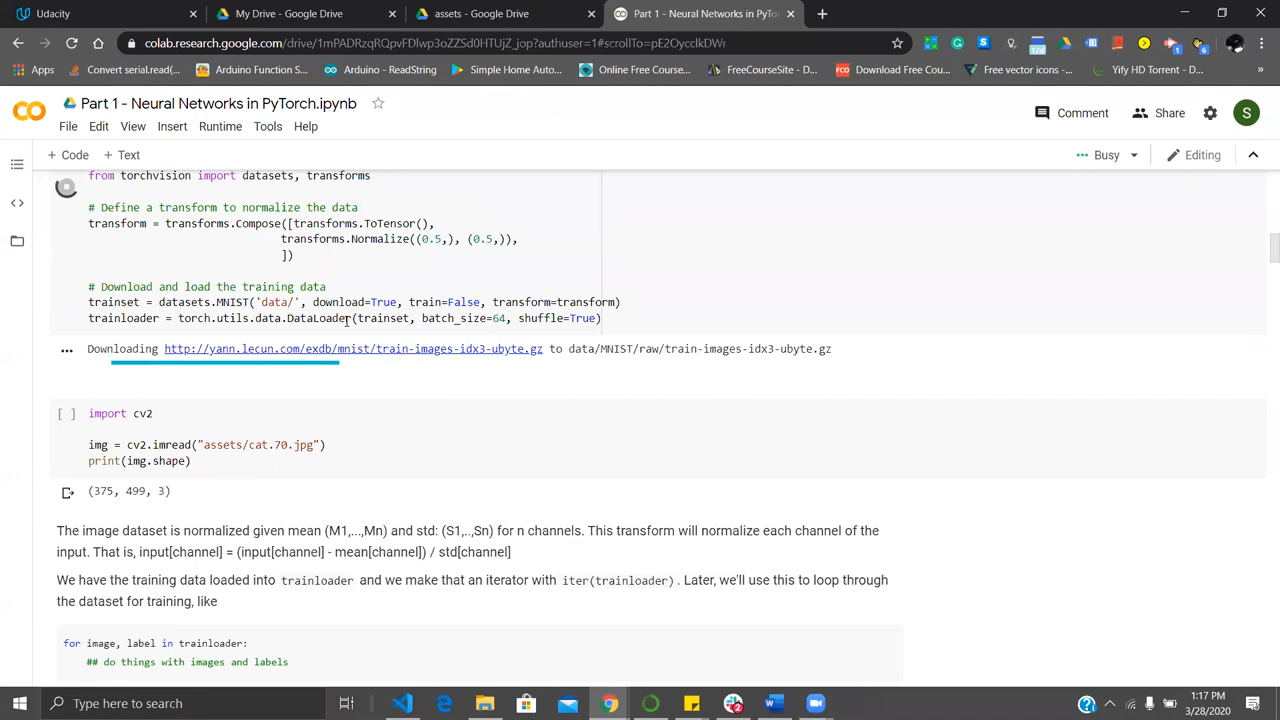 Udacity
My Drive - Google Drive
assets - Google Drive
Part 1 - Neural Networks in PyTo
colab.research.google.com/drive/1mPADRzqRQpvFDlwp3oZZSd0HTUjZ_jop?authuser=1#scrollTo=pE2OycclkDWr
Apps
Convert serial.read(...
Arduino Function S...
Arduino - ReadString
Simple Home Auto...
Online Free Course...
FreeCourseSite - D...
FCO
Download Free Cou...
Free vector icons -...
Yify HD Torrent - D...
CO
Part 1 - Neural Networks in PyTorch.ipynb
Comment
Share
S
File Edit View Insert Runtime Tools Help
+ Code + Text
Busy
Editing
from torchvision import datasets, transforms
# Define a transform to normalize the data
transform = transforms.Compose([transforms.ToTensor(),
transforms.Normalize((0.5,), (0.5,)),
])
# Download and load the training data
trainset = datasets.MNIST('data/', download=True, train=False, transform=transform)
trainloader = torch.utils.data.DataLoader(trainset, batch_size=64, shuffle=True)
Downloading http://yann.lecun.com/exdb/mnist/train-images-idx3-ubyte.gz to data/MNIST/raw/train-images-idx3-ubyte.gz
[ ] import cv2
img = cv2.imread("assets/cat.70.jpg")
print(img.shape)
(375, 499, 3)
The image dataset is normalized given mean (M1,...,Mn) and std: (S1,..,Sn) for n channels. This transform will normalize each channel of the
input. That is, input[channel] = (input[channel] - mean[channel]) / std[channel]
We have the training data loaded into trainloader and we make that an iterator with iter(trainloader). Later, we'll use this to loop through
the dataset for training, like
for image, label in trainloader:
## do things with images and labels
Type here to search
1:17 PM
3/28/2020